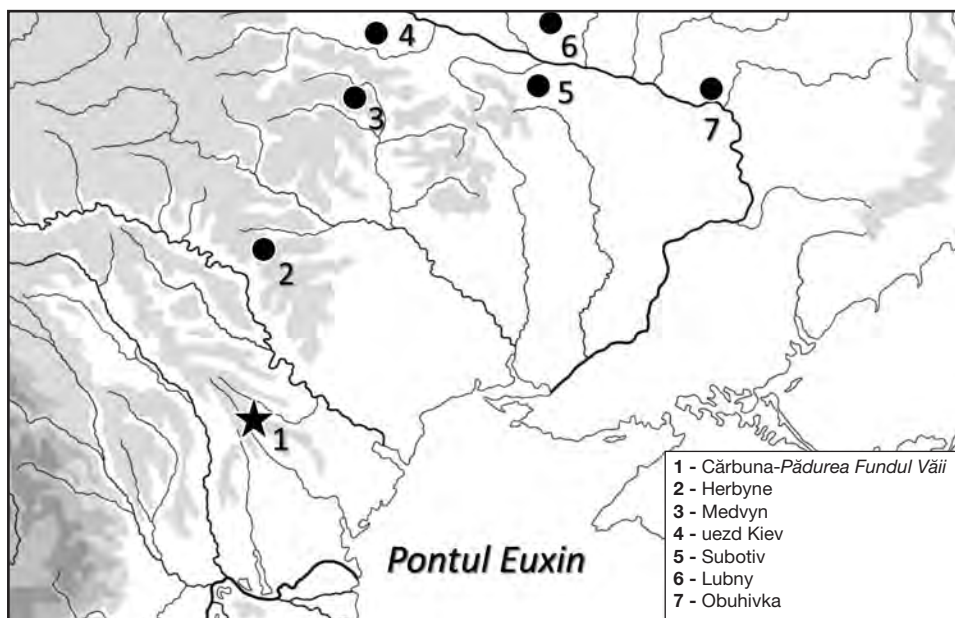 4
6
5
3
7
2
1
Pontul Euxin
1 - Cărbuna-Pădurea Fundul Văii
2 - Herbyne
3 - Medvyn
4 - uezd Kiev
5 - Subotiv
6 - Lubny
7 - Obuhivka